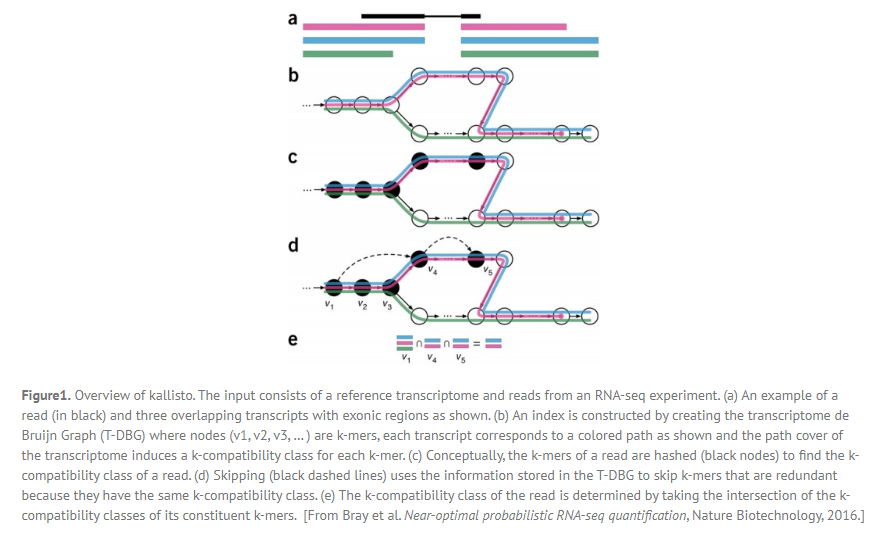 a
b
...
...
...
c
...
...
...
d
...
v1 v2 v3
v4
v5
...
...
e
∩ ∩ =
v1 v4 v5
Figure1. Overview of kallisto. The input consists of a reference transcriptome and reads from an RNA-seq experiment. (a) An example of a
read (in black) and three overlapping transcripts with exonic regions as shown. (b) An index is constructed by creating the transcriptome de
Bruijn Graph (T-DBG) where nodes (v1, v2, v3, ... ) are k-mers, each transcript corresponds to a colored path as shown and the path cover of
the transcriptome induces a k-compatibility class for each k-mer. (c) Conceptually, the k-mers of a read are hashed (black nodes) to find the k-
compatibility class of a read. (d) Skipping (black dashed lines) uses the information stored in the T-DBG to skip k-mers that are redundant
because they have the same k-compatibility class. (e) The k-compatibility class of the read is determined by taking the intersection of the k-
compatibility classes of its constituent k-mers. [From Bray et al. Near-optimal probabilistic RNA-seq quantification, Nature Biotechnology, 2016.]